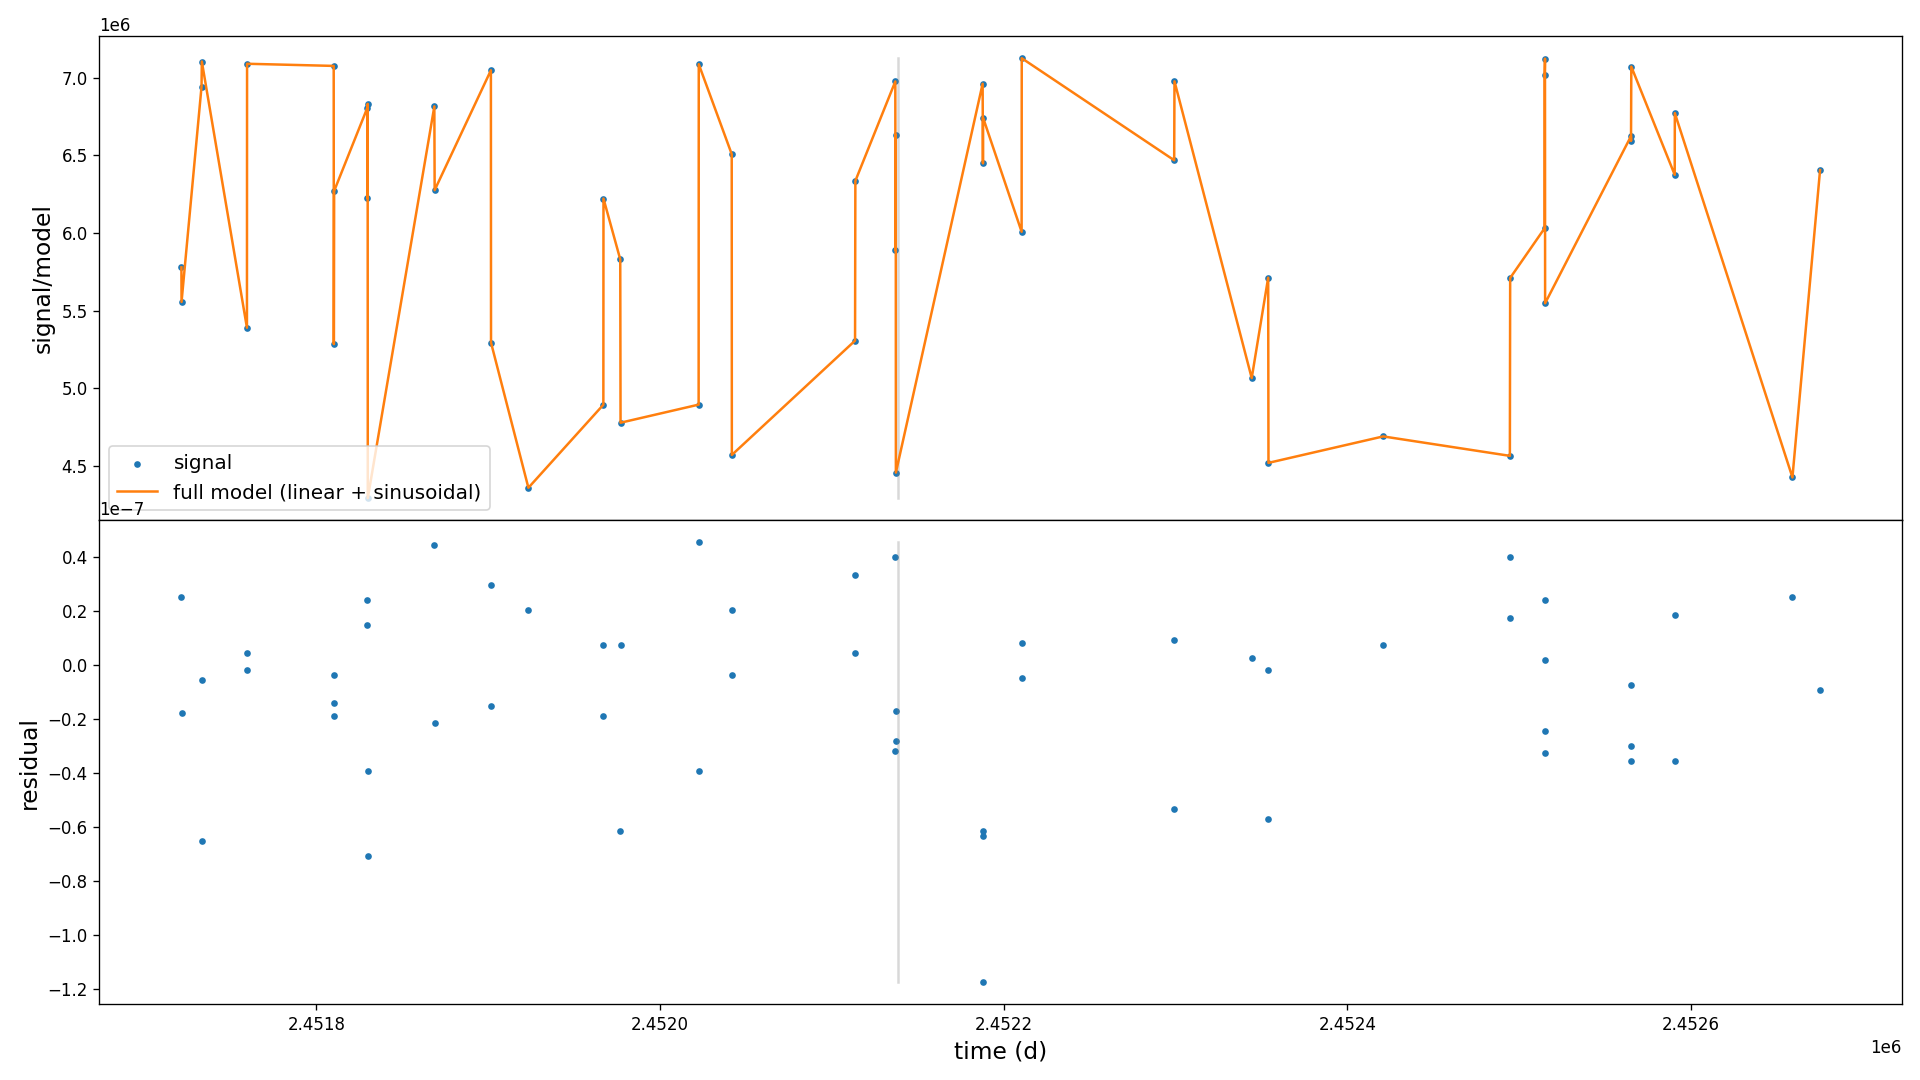 1e6
7.0
6.5
6.0
5.5
5.0
4.5
signal/model
signal
full model (linear + sinusoidal)
1e−7
0.4
0.2
0.0
−0.2
−0.4
−0.6
−0.8
−1.0
−1.2
residual
2.4518
2.4520
2.4522
2.4524
2.4526
1e6
time (d)